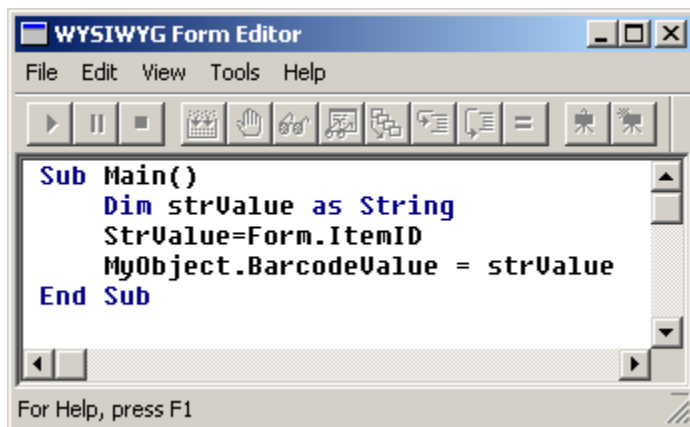 WYSIWYG Form Editor
File Edit View Tools Help
Sub Main()
Dim strValue as String
StrValue=Form.ItemID
MyObject.BarcodeValue = strValue
End Sub
For Help, press F1